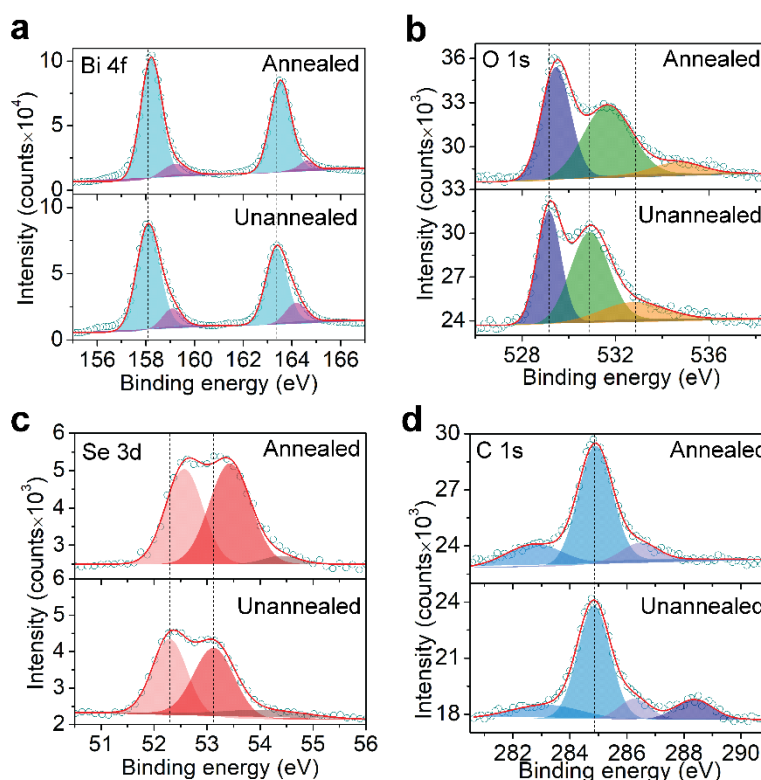 a
Bi 4f
Annealed
10
5
0
Unannealed
10
5
0
Intensity (counts×10⁴)
156 158 160 162 164 166
Binding energy (eV)
b
O 1s
Annealed
36
33
30
33
Unannealed
30
27
24
Intensity (counts×10³)
528 532 536
Binding energy (eV)
c
Se 3d
Annealed
6
5
4
3
6
Unannealed
5
4
3
2
Intensity (counts×10³)
51 52 53 54 55 56
Binding energy (eV)
d
C 1s
Annealed
30
27
23
24
Unannealed
21
18
Intensity (counts×10³)
282 284 286 288 290
Binding energy (eV)